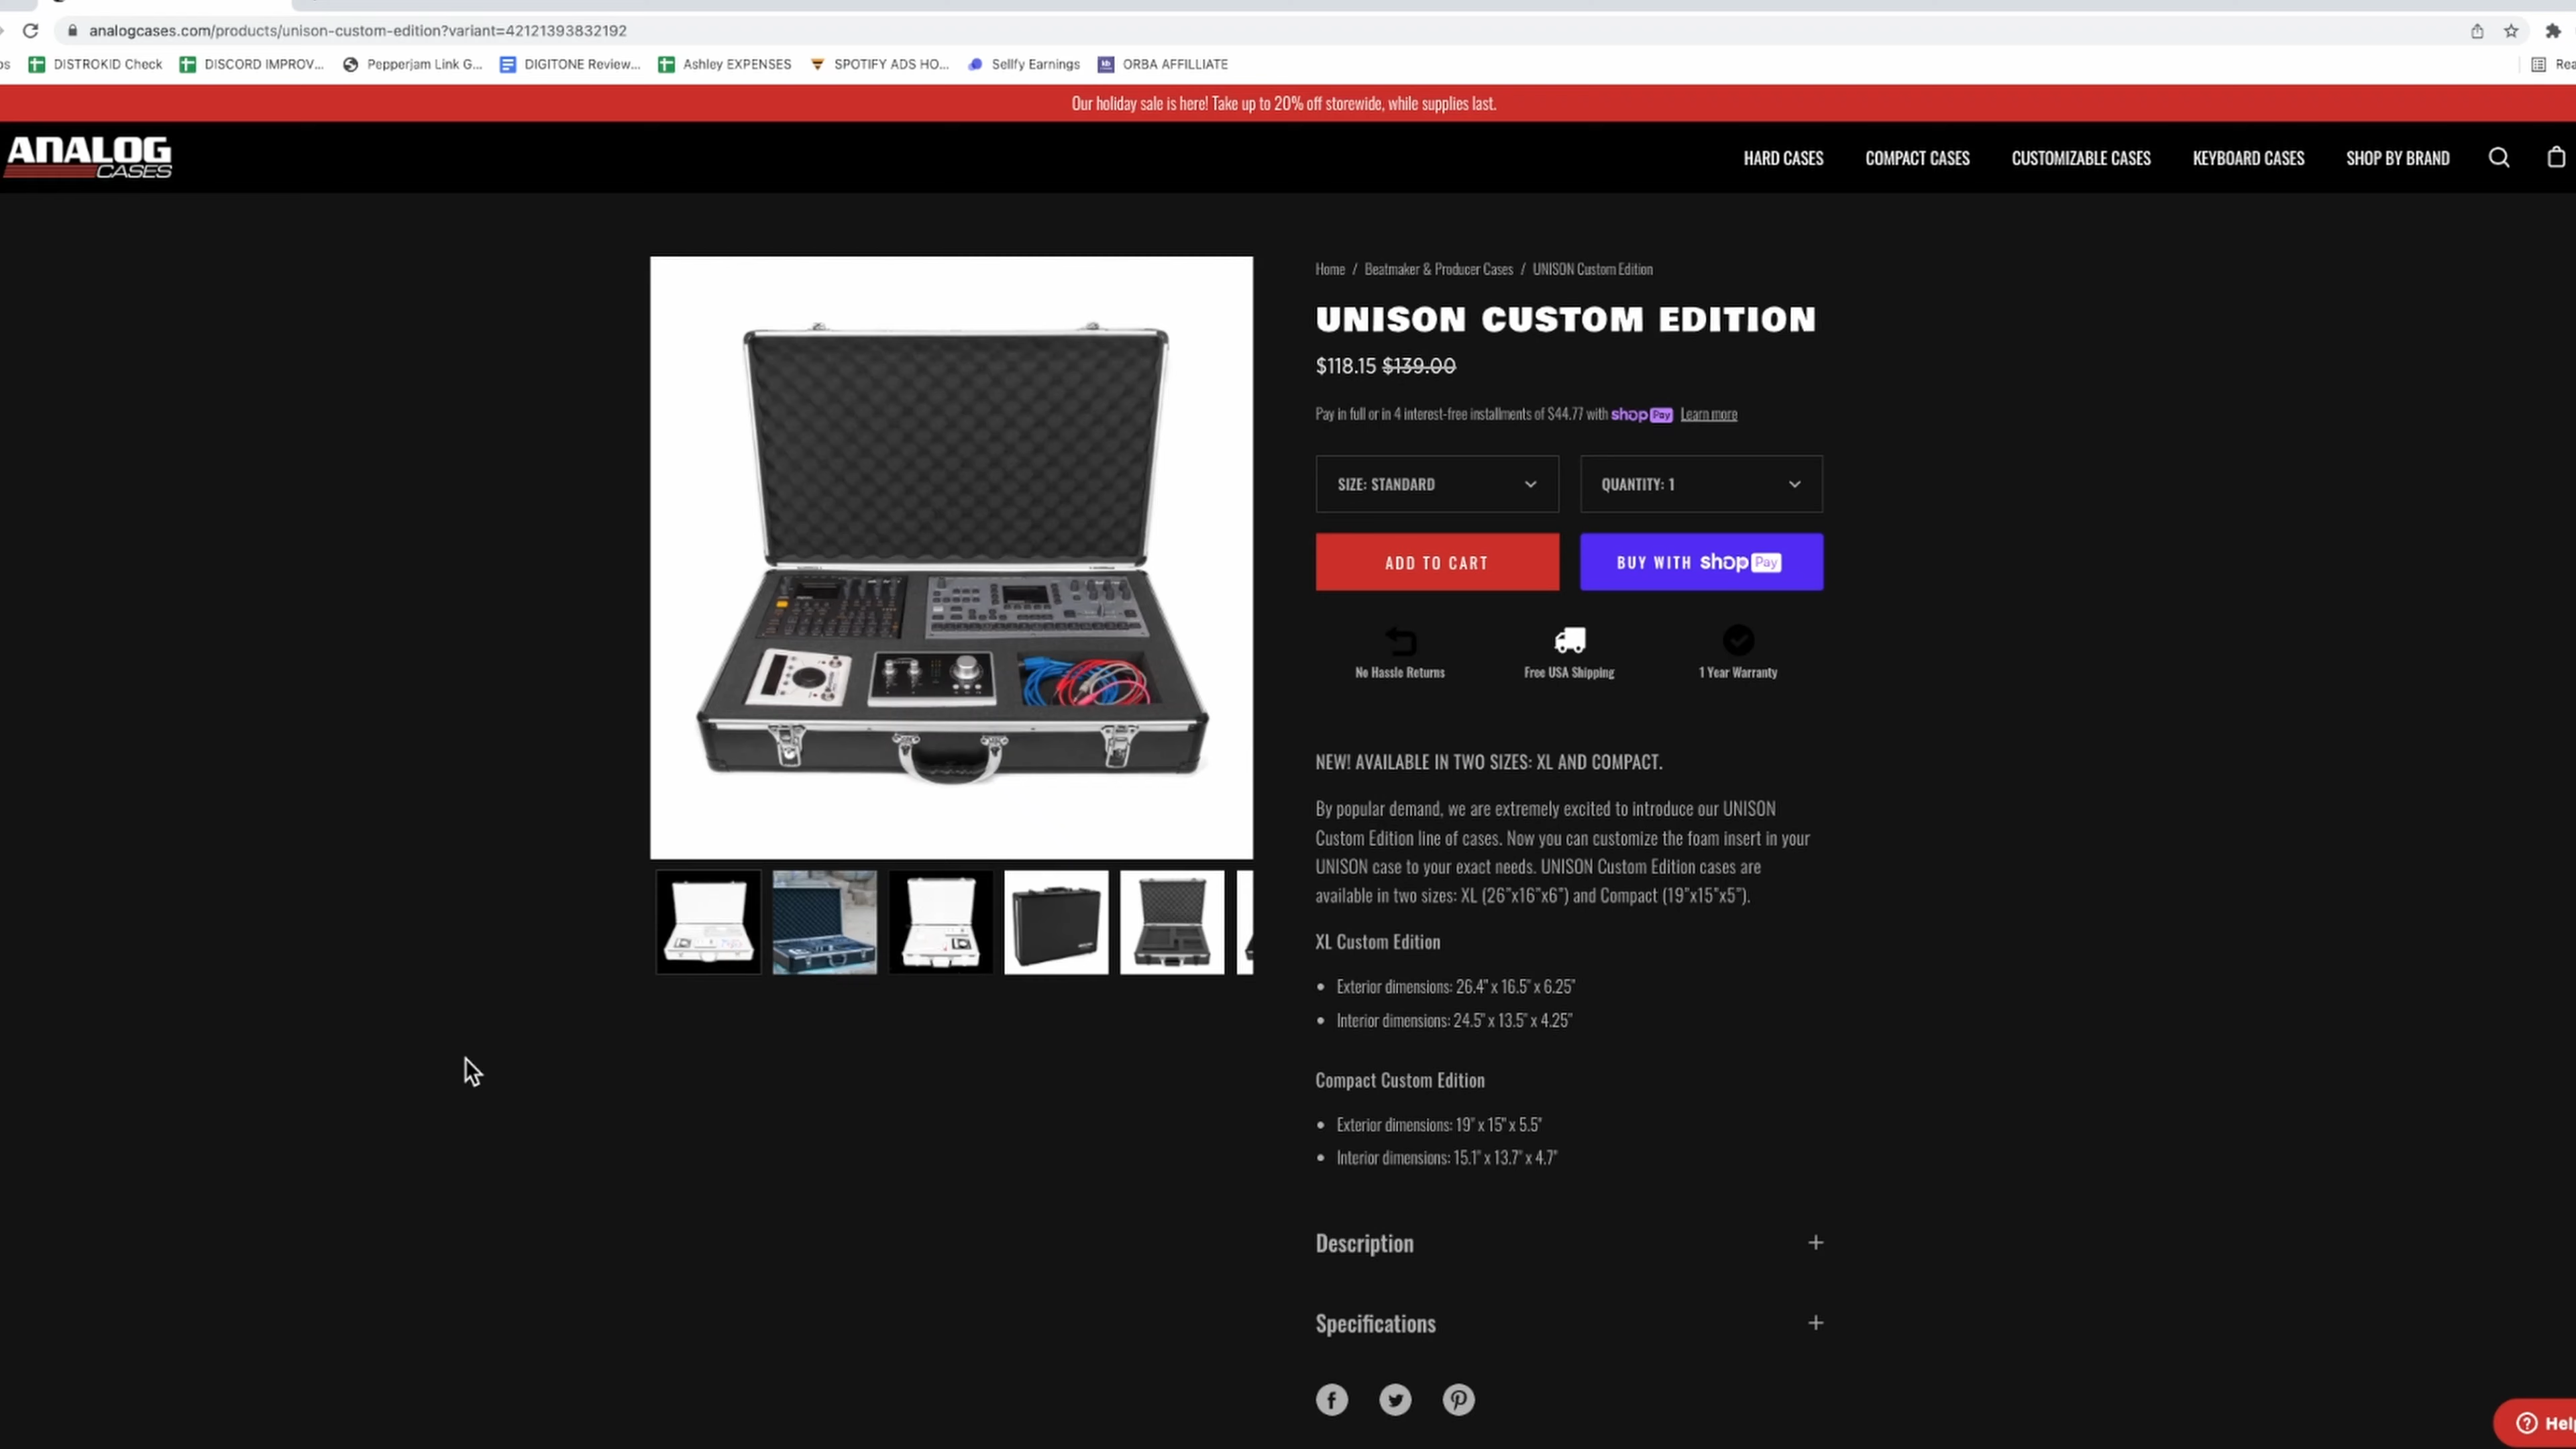 analogcases.com/products/unison-custom-edition?variant=42121393832192
DISTROKID Check
DISCORD IMPROV...
Pepperjam Link G...
DIGITONE Review...
Ashley EXPENSES
SPOTIFY ADS HO...
Sellfy Earnings
ORBA AFFILLIATE
Our holiday sale is here! Take up to 20% off storewide, while supplies last.
ANALOG
CASES
HARD CASES
COMPACT CASES
CUSTOMIZABLE CASES
KEYBOARD CASES
SHOP BY BRAND
Home / Beatmaker & Producer Cases / UNISON Custom Edition
UNISON CUSTOM EDITION
$118.15 $139.00
Pay in full or in 4 interest-free installments of $44.77 with shop Pay Learn more
SIZE: STANDARD
QUANTITY: 1
ADD TO CART
BUY WITH shop Pay
No Hassle Returns
Free USA Shipping
1 Year Warranty
NEW! AVAILABLE IN TWO SIZES: XL AND COMPACT.
By popular demand, we are extremely excited to introduce our UNISON
Custom Edition line of cases. Now you can customize the foam insert in your
UNISON case to your exact needs. UNISON Custom Edition cases are
available in two sizes: XL (26"x16"x6") and Compact (19"x15"x5").
XL Custom Edition
Exterior dimensions: 26.4" x 16.5" x 6.25"
Interior dimensions: 24.5" x 13.5" x 4.25"
Compact Custom Edition
Exterior dimensions: 19" x 15" x 5.5"
Interior dimensions: 15.1" x 13.7" x 4.7"
Description
Specifications